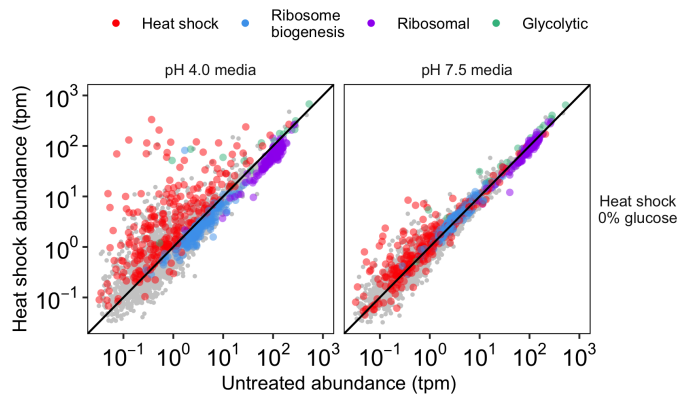 Heat shock
Ribosome
biogenesis
Ribosomal
Glycolytic
pH 4.0 media
pH 7.5 media
Heat shock abundance (tpm)
10³
10²
10¹
10⁰
10⁻¹
Heat shock
0% glucose
10⁻¹ 10⁰ 10¹ 10² 10³
10⁻¹ 10⁰ 10¹ 10² 10³
Untreated abundance (tpm)